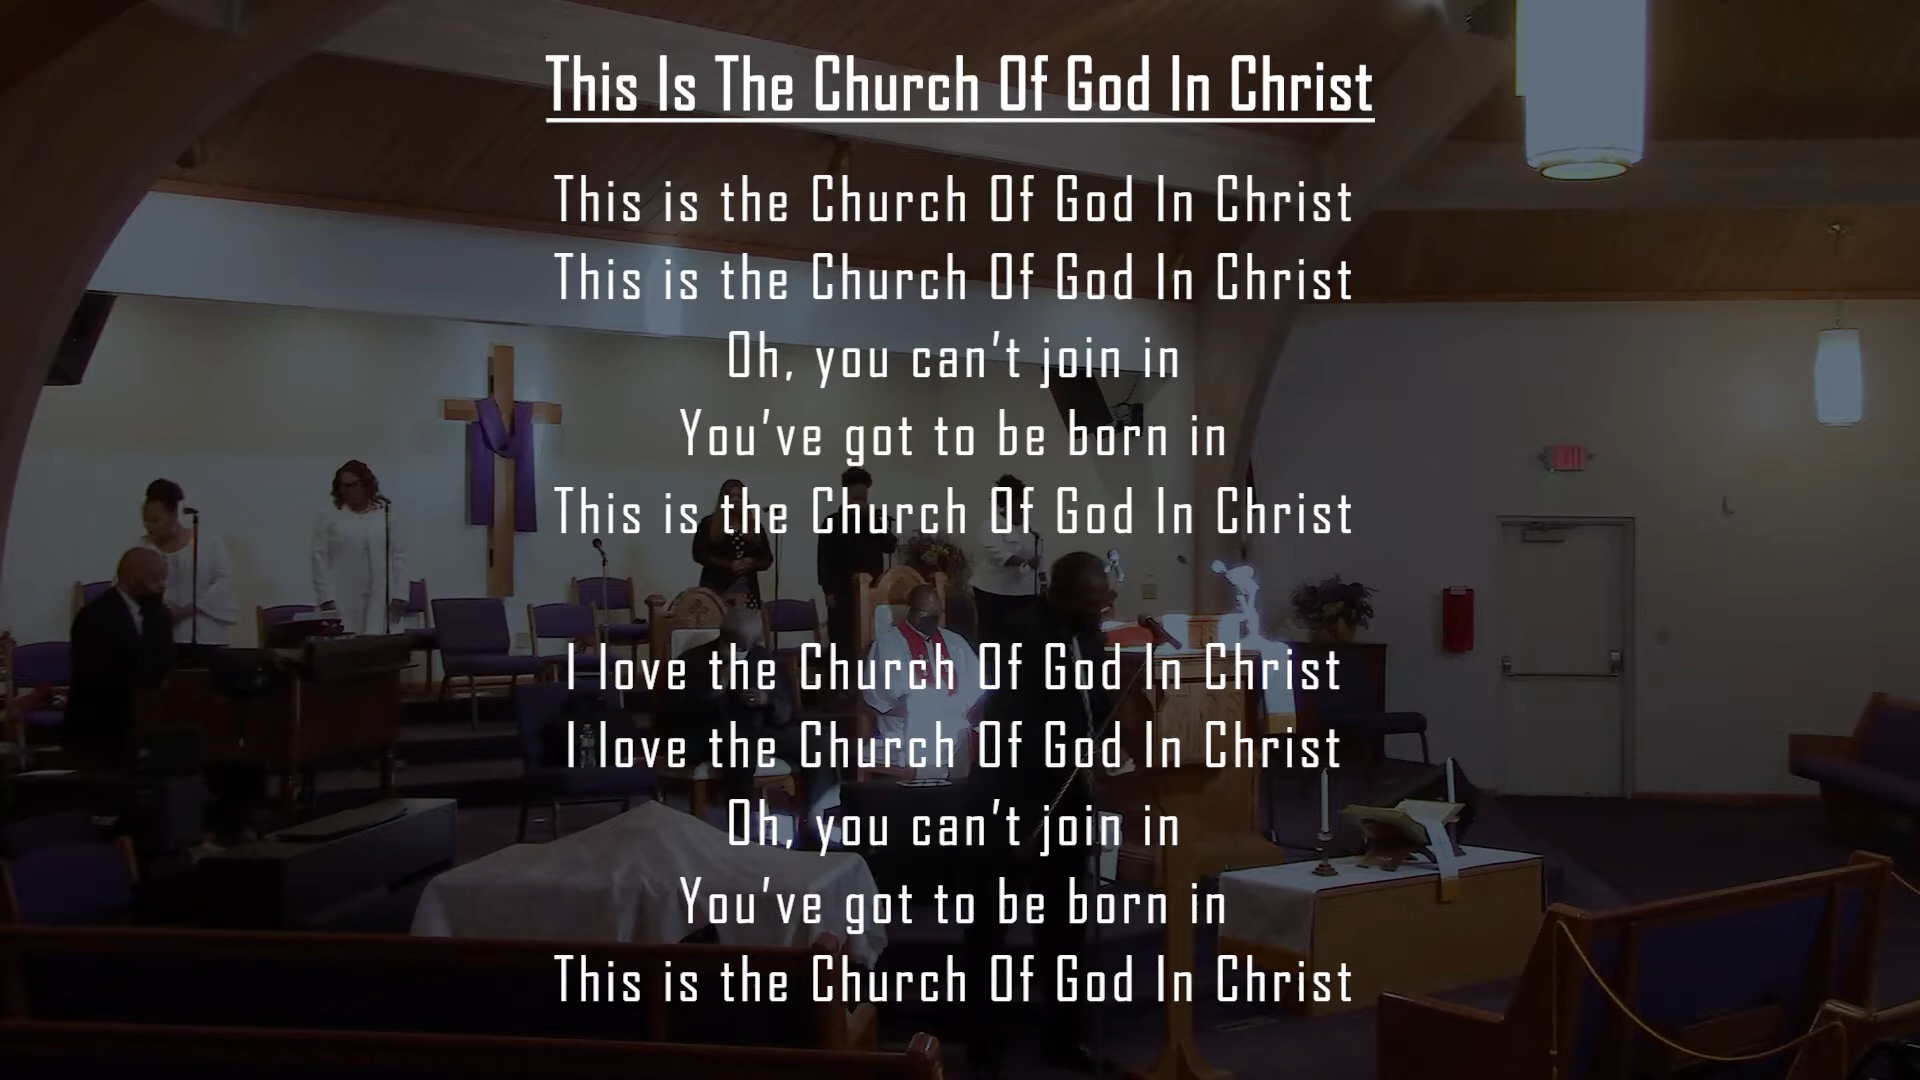 This Is The Church Of God In Christ
This is the Church Of God In Christ
This is the Church Of God In Christ
Oh, you can't join in
You've got to be born in
This is the Church Of God In Christ
I love the Church Of God In Christ
I love the Church Of God In Christ
Oh, you can't join in
You've got to be born in
This is the Church Of God In Christ